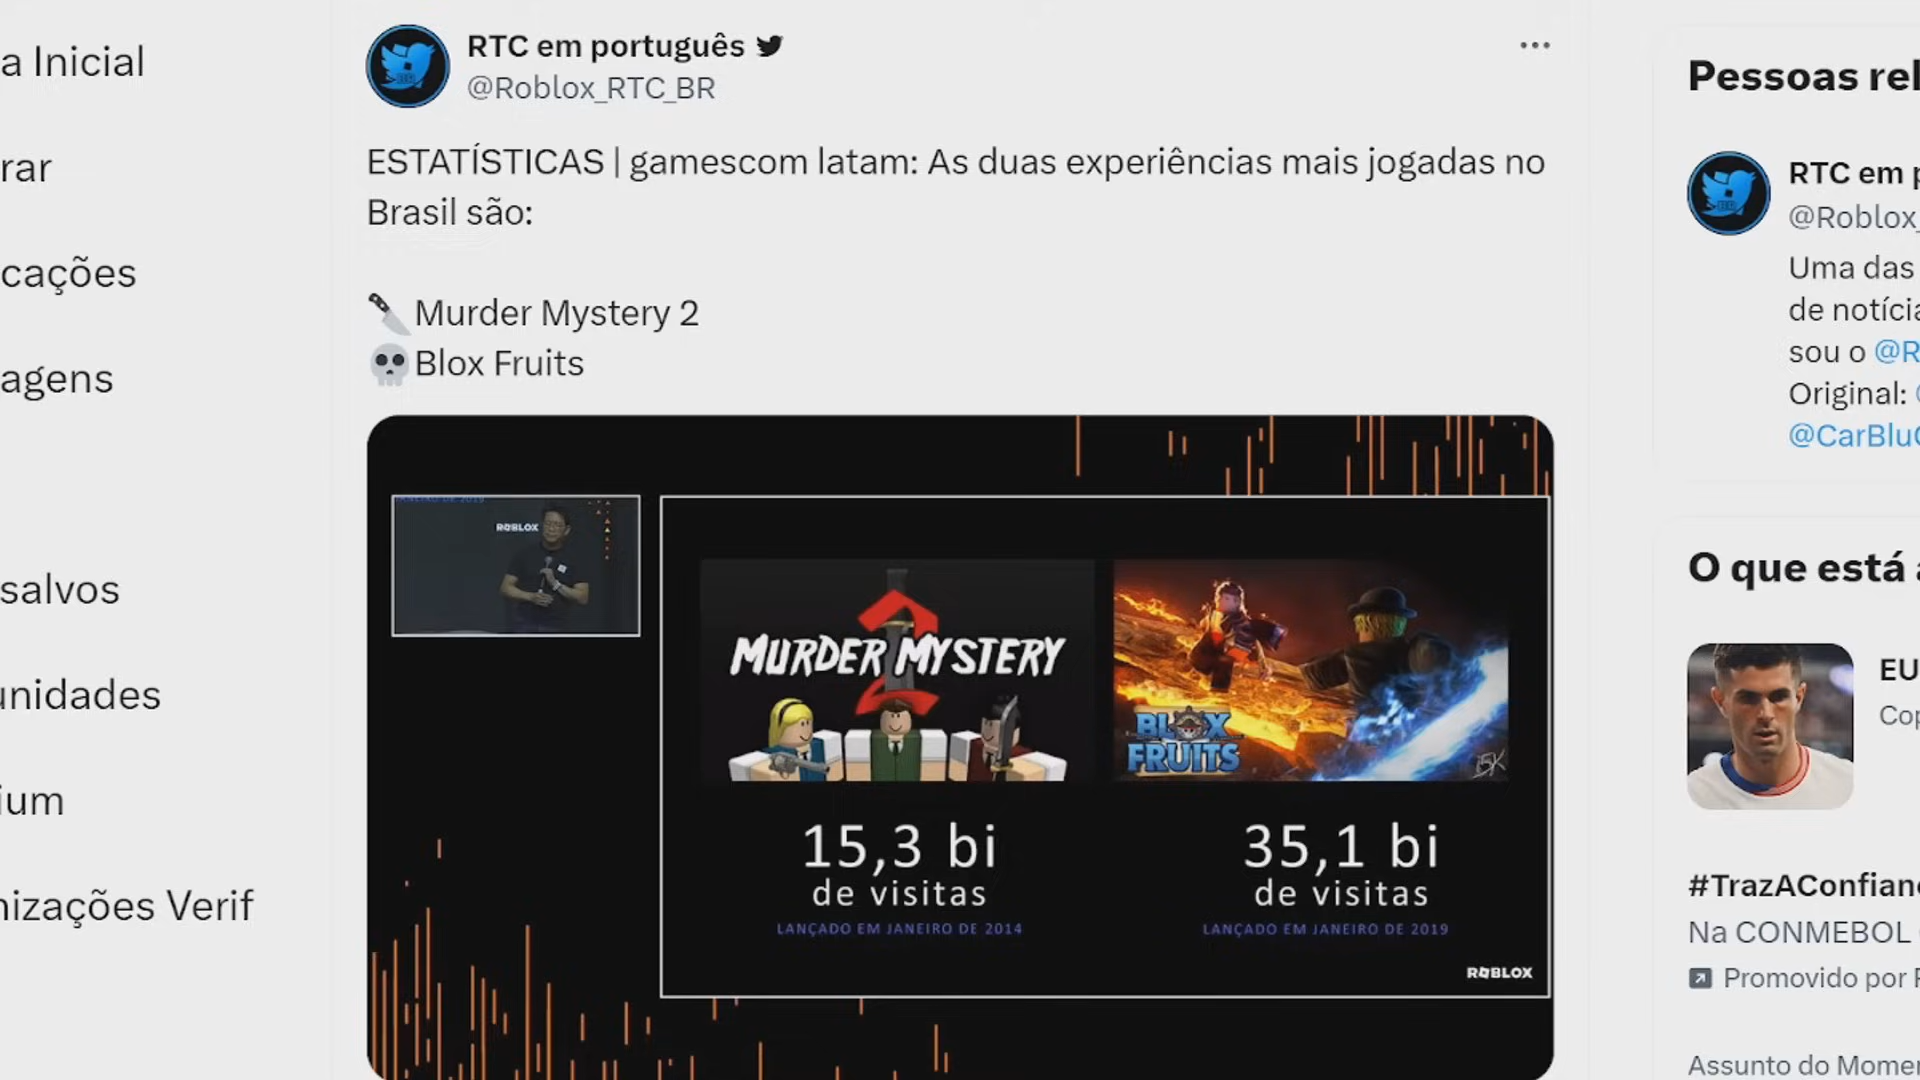 a Inicial
rar
cações
agens
salvos
unidades
ium
nizações Verif
RTC em português
@Roblox_RTC_BR
ESTATÍSTICAS | gamescom latam: As duas experiências mais jogadas no
Brasil são:
Murder Mystery 2
Blox Fruits
ROBLOX
MURDER MYSTERY
2
BLOX
FRUITS
15,3 bi
de visitas
LANÇADO EM JANEIRO DE 2014
35,1 bi
de visitas
LANÇADO EM JANEIRO DE 2019
ROBLOX
Pessoas rel
RTC em p
@Roblox_
Uma das
de notícia
sou o @R
Original:
@CarBlu
O que está a
EU
Cop
#TrazAConfian
Na CONMEBOL
Promovido por P
Assunto do Momen